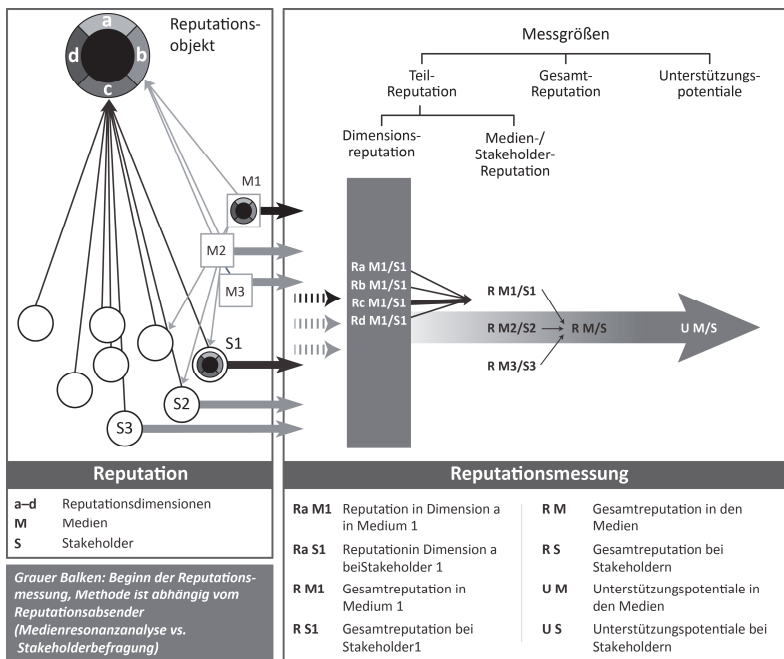 Reputations-
objekt
a
b
c
d
M1
M2
M3
S1
S2
S3
Reputation
a–d Reputationsdimensionen
M Medien
S Stakeholder
Grauer Balken: Beginn der Reputations-
messung, Methode ist abhängig vom
Reputationsabsender
(Medienresonanzanalyse vs.
Stakeholderbefragung)
Messgrößen
Teil-
Reputation
Gesamt-
Reputation
Unterstützungs-
potentiale
Dimensions-
reputation
Medien-/
Stakeholder-
Reputation
Ra M1/S1
Rb M1/S1
Rc M1/S1
Rd M1/S1
R M1/S1
R M2/S2
R M3/S3
R M/S
U M/S
Reputationsmessung
Ra M1 Reputation in Dimension a
in Medium 1
Ra S1 Reputationin Dimension a
beiStakeholder 1
R M1 Gesamtreputation in
Medium 1
R S1 Gesamtreputation bei
Stakeholder1
R M Gesamtreputation in den
Medien
R S Gesamtreputation bei
Stakeholdern
U M Unterstützungspotentiale in
den Medien
U S Unterstützungspotentiale bei
Stakeholdern